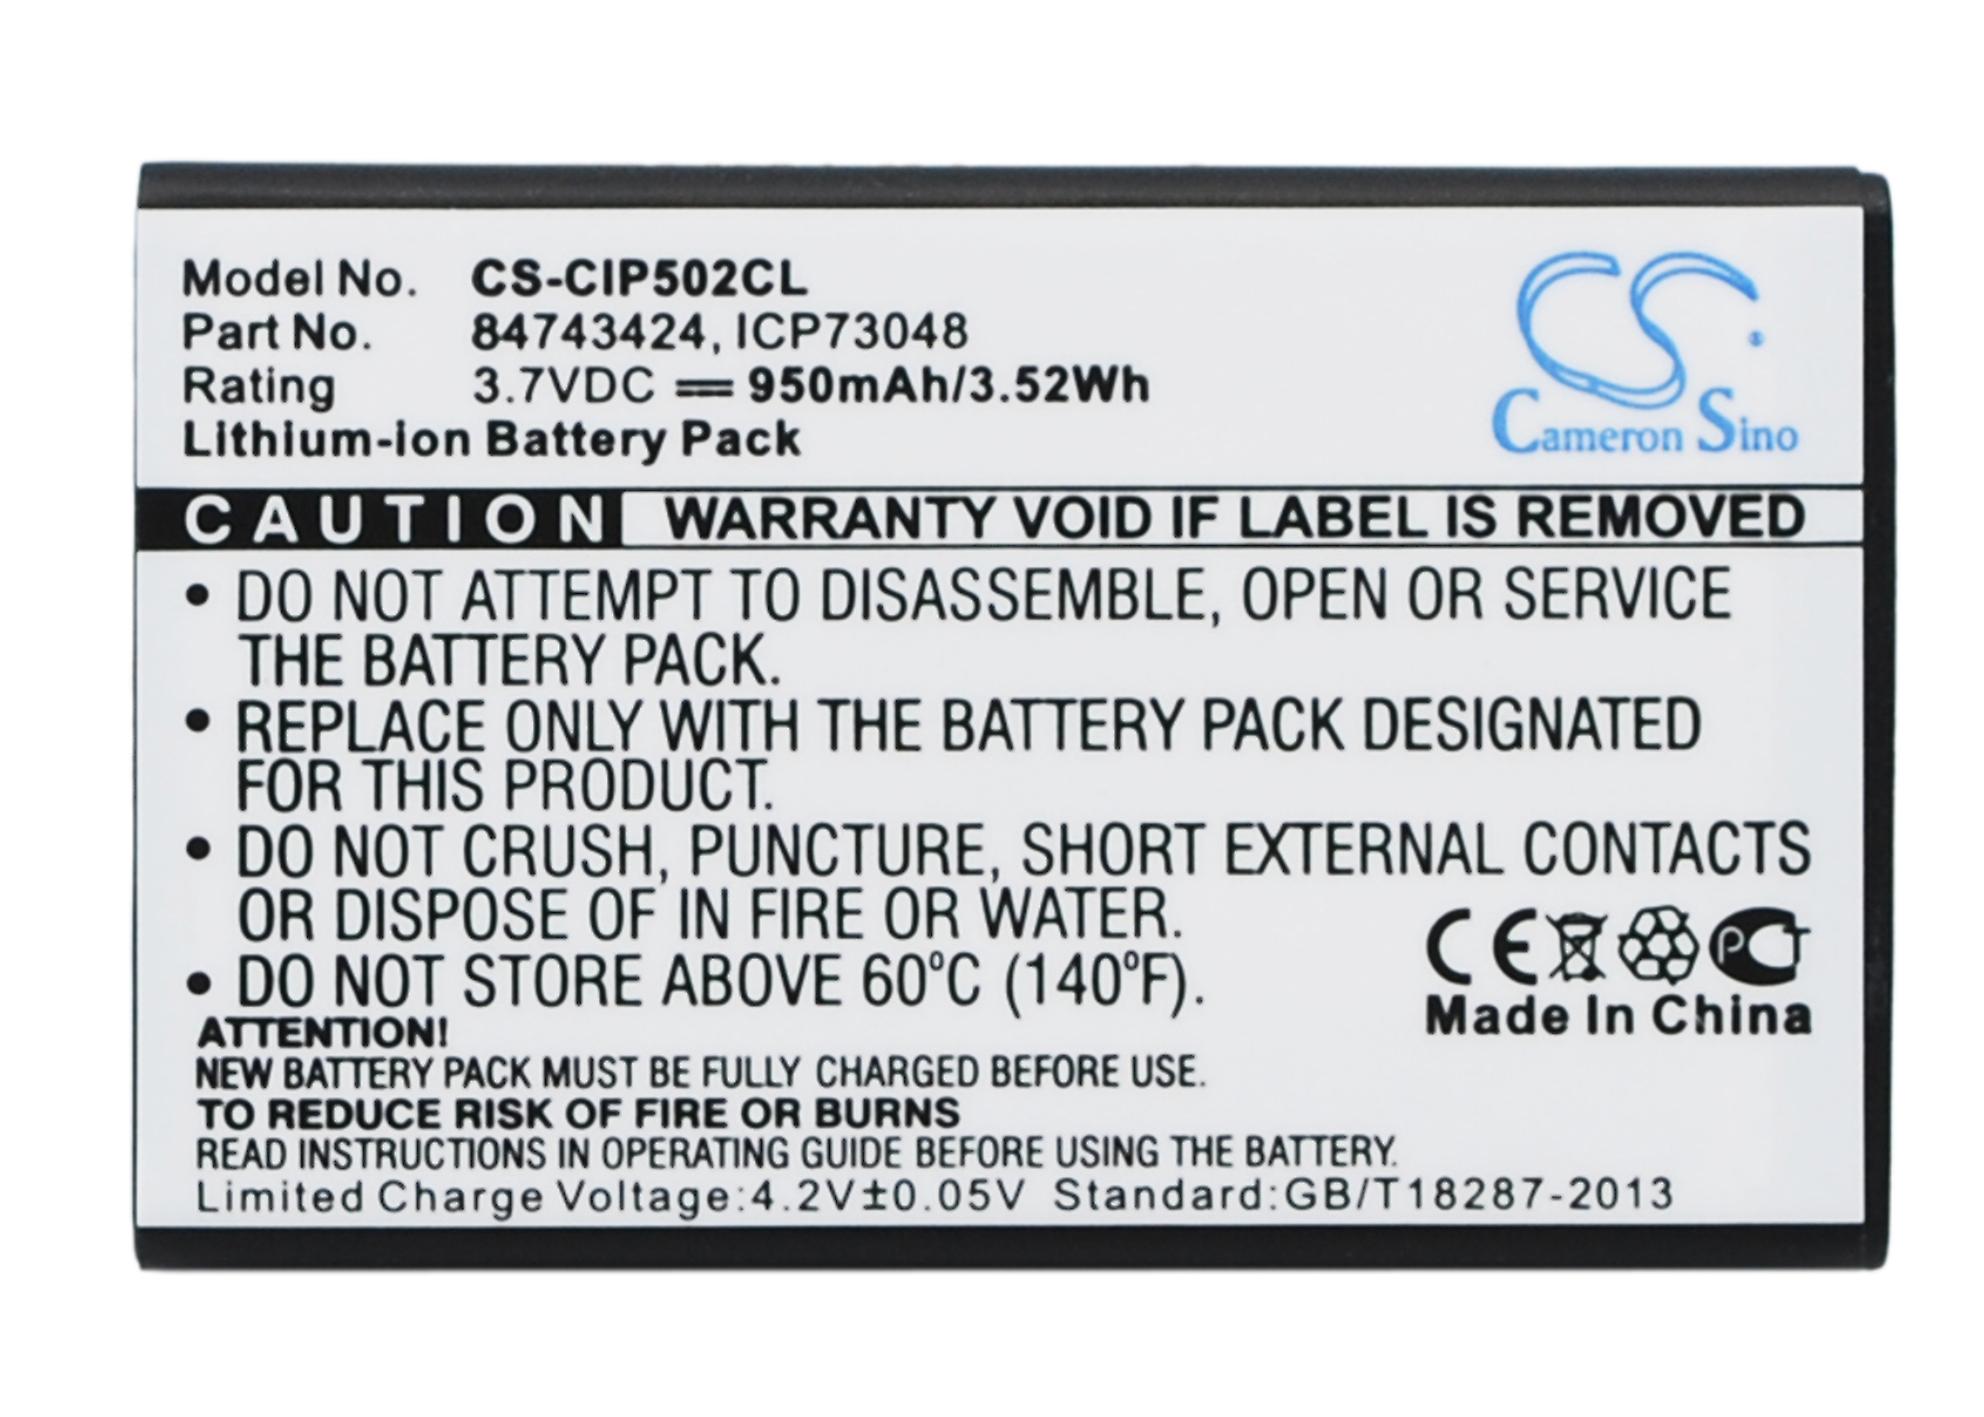 Model No. CS-CIP502CL
Part No. 84743424, ICP73048
Rating 3.7VDC ⎓ 950mAh/3.52Wh
Lithium-ion Battery Pack
CS
Cameron Sino
CAUTION WARRANTY VOID IF LABEL IS REMOVED
• DO NOT ATTEMPT TO DISASSEMBLE, OPEN OR SERVICE
THE BATTERY PACK.
• REPLACE ONLY WITH THE BATTERY PACK DESIGNATED
FOR THIS PRODUCT.
• DO NOT CRUSH, PUNCTURE, SHORT EXTERNAL CONTACTS
OR DISPOSE OF IN FIRE OR WATER.
• DO NOT STORE ABOVE 60°C (140°F).
CE PCT
Made In China
ATTENTION!
NEW BATTERY PACK MUST BE FULLY CHARGED BEFORE USE.
TO REDUCE RISK OF FIRE OR BURNS
READ INSTRUCTIONS IN OPERATING GUIDE BEFORE USING THE BATTERY.
Limited Charge Voltage:4.2V±0.05V Standard:GB/T18287-2013